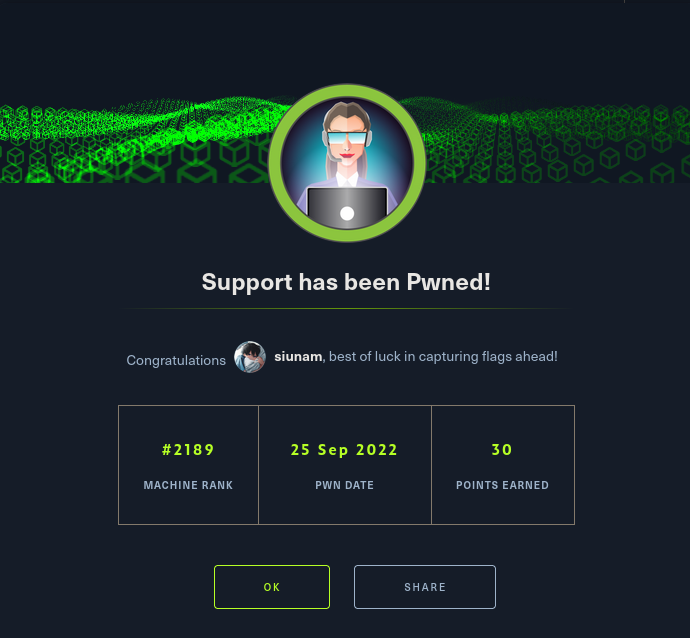 Support has been Pwned!
Congratulations siunam, best of luck in capturing flags ahead!
#2189 25 Sep 2022 30
MACHINE RANK PWN DATE POINTS EARNED
OK SHARE